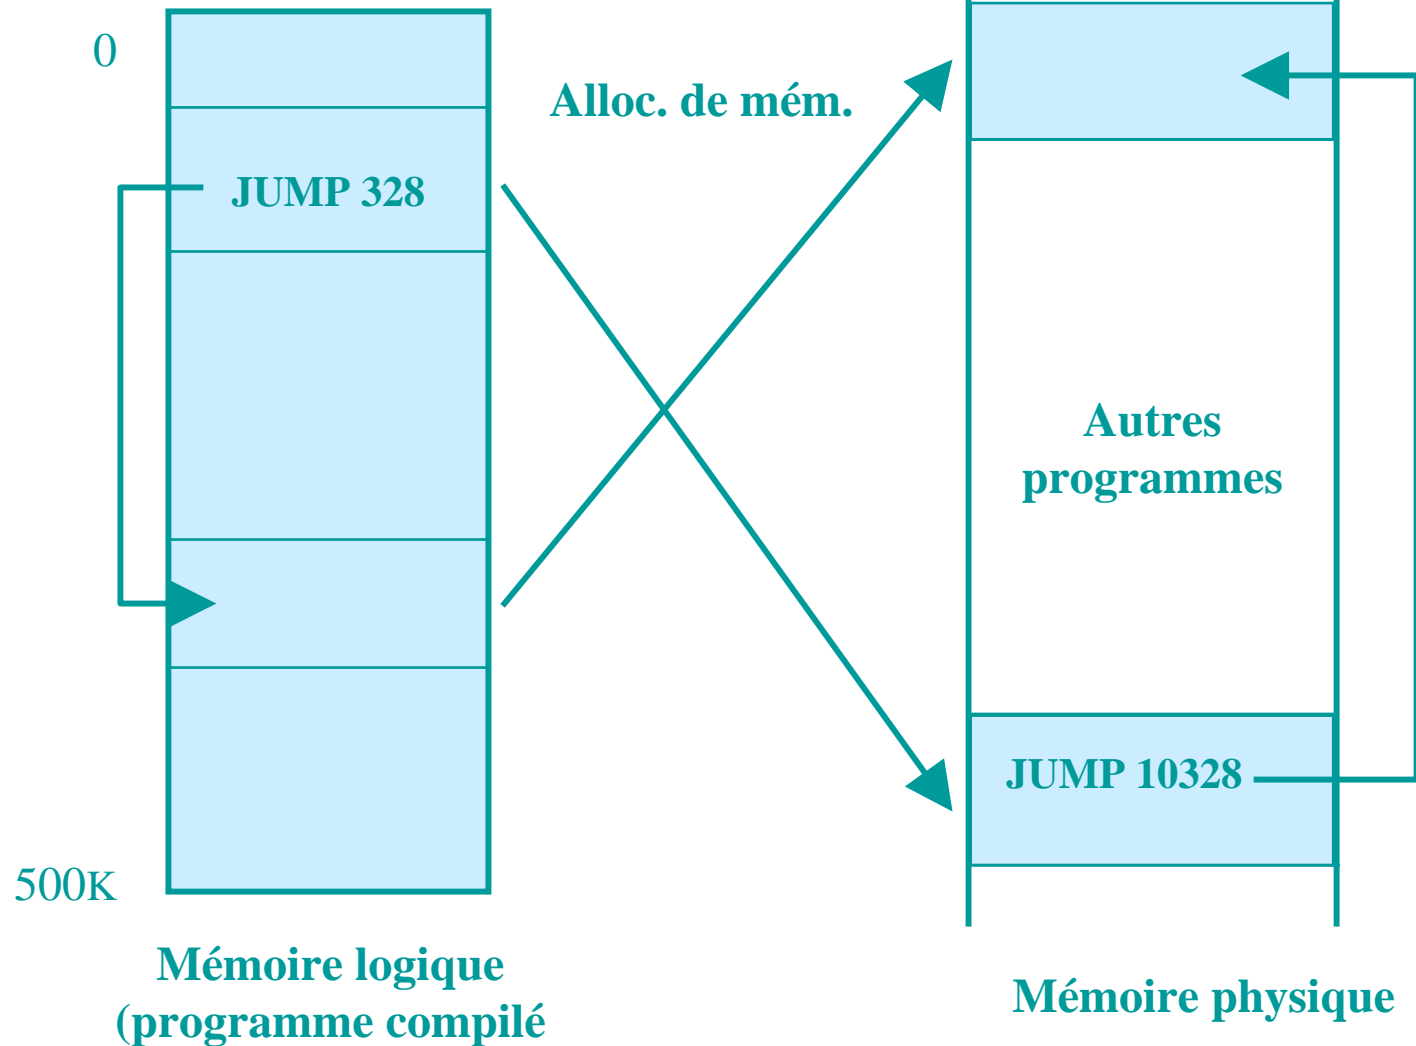 0
Alloc. de mém.
JUMP 328
Autres
programmes
JUMP 10328
500K
Mémoire logique
(programme compilé
Mémoire physique